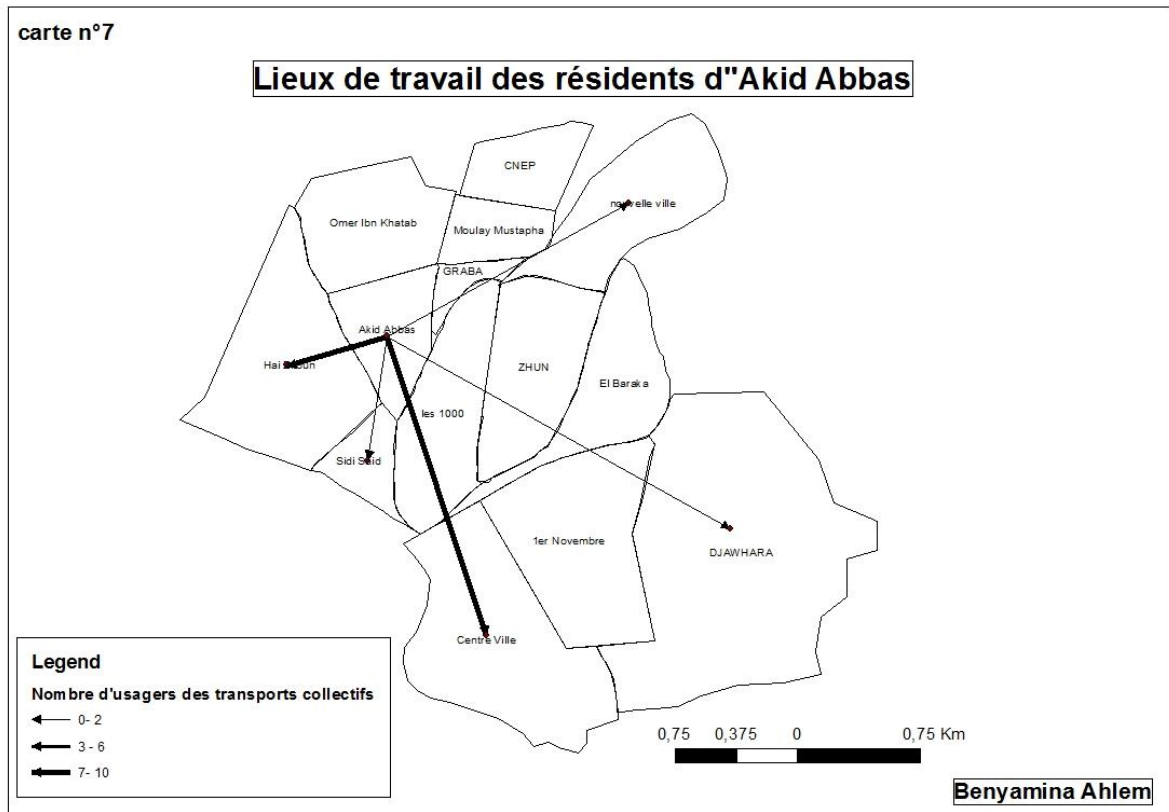 carte n°7
Lieux de travail des résidents d"Akid Abbas
CNEP
nouvelle ville
Omer Ibn Khatab
Moulay Mustapha
GRABA
Akid Abbas
Hai
ZHUN
El Baraka
les 1000
Sidi Said
1er Novembre
DJAWHARA
Centre Ville
Legend
Nombre d'usagers des transports collectifs
0- 2
3 - 6
7- 10
0,75 0,375 0 0,75 Km
Benyamina Ahlem